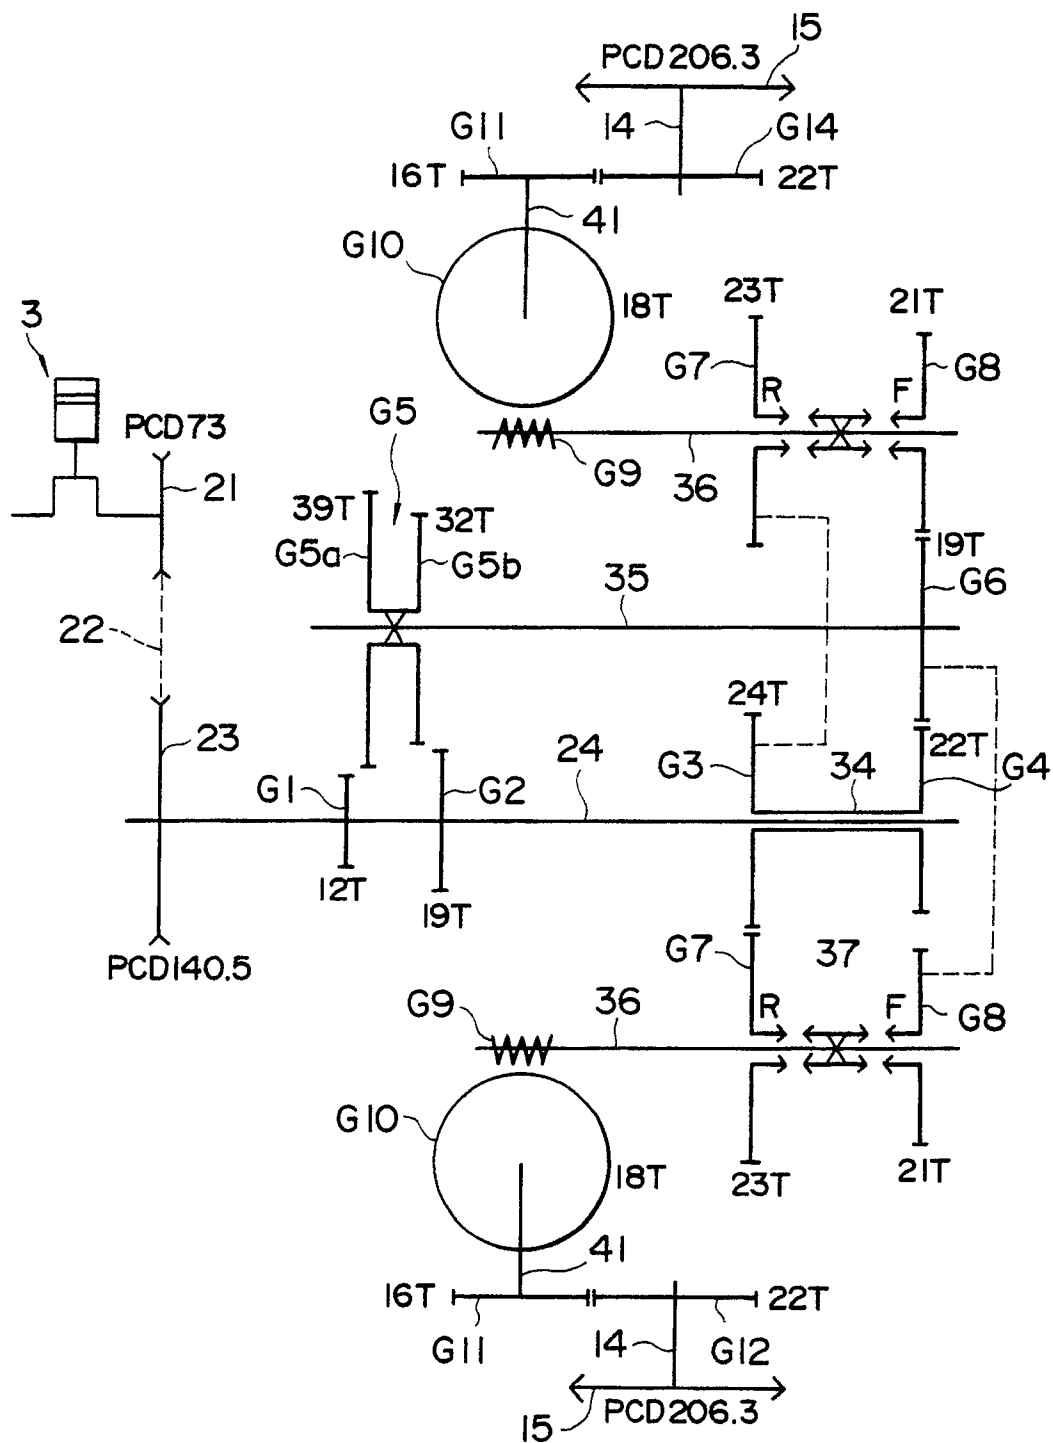 15
PCD206.3
14
G11
G14
16T
22T
41
G10
18T
23T
21T
3
G7
R
F
G8
PCD73
G5
G9
36
21
39T
32T
19T
G5a
G5b
35
G6
22
24T
22T
23
G3
34
G4
24
G1
G2
12T
19T
G7
37
PCD140.5
R
F
G8
G9
36
G10
18T
23T
21T
41
16T
22T
G11
14
G12
15
PCD206.3